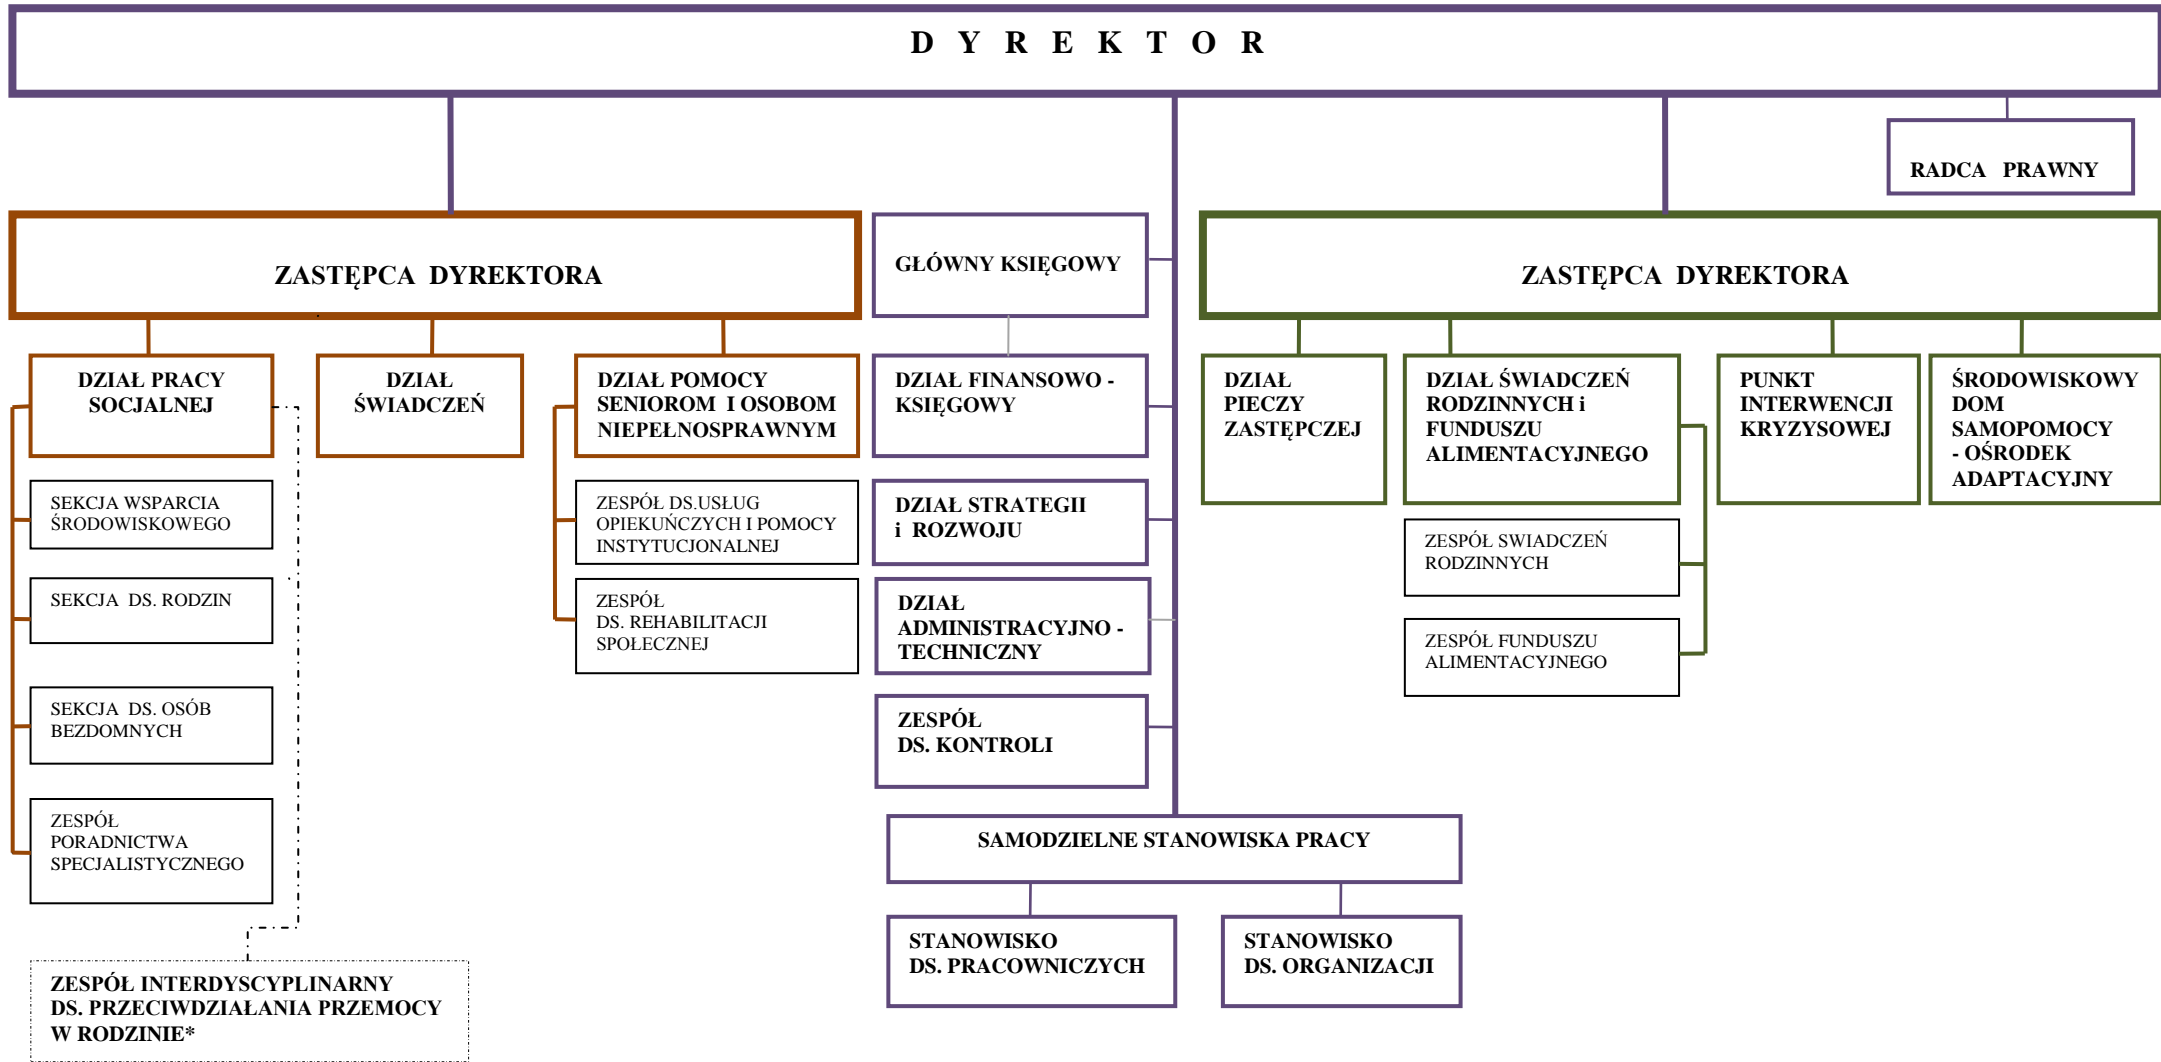 D Y R E K T O R
RADCA PRAWNY
ZASTĘPCA DYREKTORA
GŁÓWNY KSIĘGOWY
ZASTĘPCA DYREKTORA
DZIAŁ PRACY
SOCJALNEJ
DZIAŁ
ŚWIADCZEŃ
DZIAŁ POMOCY
SENIOROM I OSOBOM
NIEPEŁNOSPRAWNYM
DZIAŁ FINANSOWO -
KSIĘGOWY
DZIAŁ
PIECZY
ZASTĘPCZEJ
DZIAŁ ŚWIADCZEŃ
RODZINNYCH i
FUNDUSZU
ALIMENTACYJNEGO
PUNKT
INTERWENCJI
KRYZYSOWEJ
ŚRODOWISKOWY
DOM
SAMOPOMOCY
- OŚRODEK
ADAPTACYJNY
SEKCJA WSPARCIA
ŚRODOWISKOWEGO
ZESPÓŁ DS.USŁUG
OPIEKUŃCZYCH I POMOCY
INSTYTUCJONALNEJ
DZIAŁ STRATEGII
i ROZWOJU
ZESPÓŁ SWIADCZEŃ
RODZINNYCH
SEKCJA DS. RODZIN
ZESPÓŁ
DS. REHABILITACJI
SPOŁECZNEJ
DZIAŁ
ADMINISTRACYJNO -
TECHNICZNY
ZESPÓŁ FUNDUSZU
ALIMENTACYJNEGO
SEKCJA DS. OSÓB
BEZDOMNYCH
ZESPÓŁ
DS. KONTROLI
ZESPÓŁ
PORADNICTWA
SPECJALISTYCZNEGO
SAMODZIELNE STANOWISKA PRACY
STANOWISKO
DS. PRACOWNICZYCH
STANOWISKO
DS. ORGANIZACJI
ZESPÓŁ INTERDYSCYPLINARNY
DS. PRZECIWDZIAŁANIA PRZEMOCY
W RODZINIE*